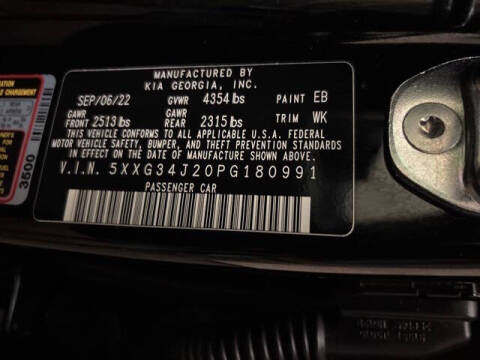 MANUFACTURED BY
KIA GEORGIA, INC.
SEP/06/22 GVWR 4354 lbs PAINT EB
GAWR FRONT 2513 lbs GAWR REAR 2315 lbs TRIM WK
THIS VEHICLE CONFORMS TO ALL APPLICABLE U.S.A. FEDERAL
MOTOR VEHICLE SAFETY, BUMPER, AND THEFT PREVENTION STANDARDS
IN EFFECT ON THE DATE OF MANUFACTURE SHOWN ABOVE.
V.I.N. 5XXG34J20PG180991
PASSENGER CAR
3500